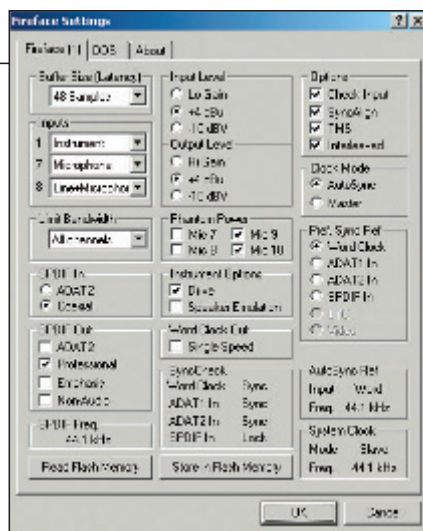 Fireface Settings
Fireface (1) DDS About
Buffer Size (Latency)
48 Samples
Inputs
1 Instrument
7 Microphone
8 Line+Microphon
Limit Bandwidth
All channels
SPDIF In
ADAT2
Coaxial
SPDIF Out
ADAT2
Professional
Emphasis
Non-Audio
SPDIF Freq.
44.1 kHz
Read Flash Memory
Input Level
Lo Gain
+4 dBu
-10 dBV
Output Level
Hi Gain
+4 dBu
-10 dBV
Phantom Power
Mic 7 Mic 9
Mic 8 Mic 10
Instrument Options
Drive
Speaker Emulation
Word Clock Out
Single Speed
SyncCheck
Word Clock Sync
ADAT1 In Sync
ADAT2 In Sync
SPDIF In Lock
Store in Flash Memory
Options
Check Input
SyncAlign
TMS
Interleaved
Clock Mode
AutoSync
Master
Pref. Sync Ref
Word Clock
ADAT1 In
ADAT2 In
SPDIF In
LTC
Video
AutoSync Ref
Input Word
Freq. 44.1 kHz
System Clock
Mode Slave
Freq. 44.1 kHz
OK Cancel